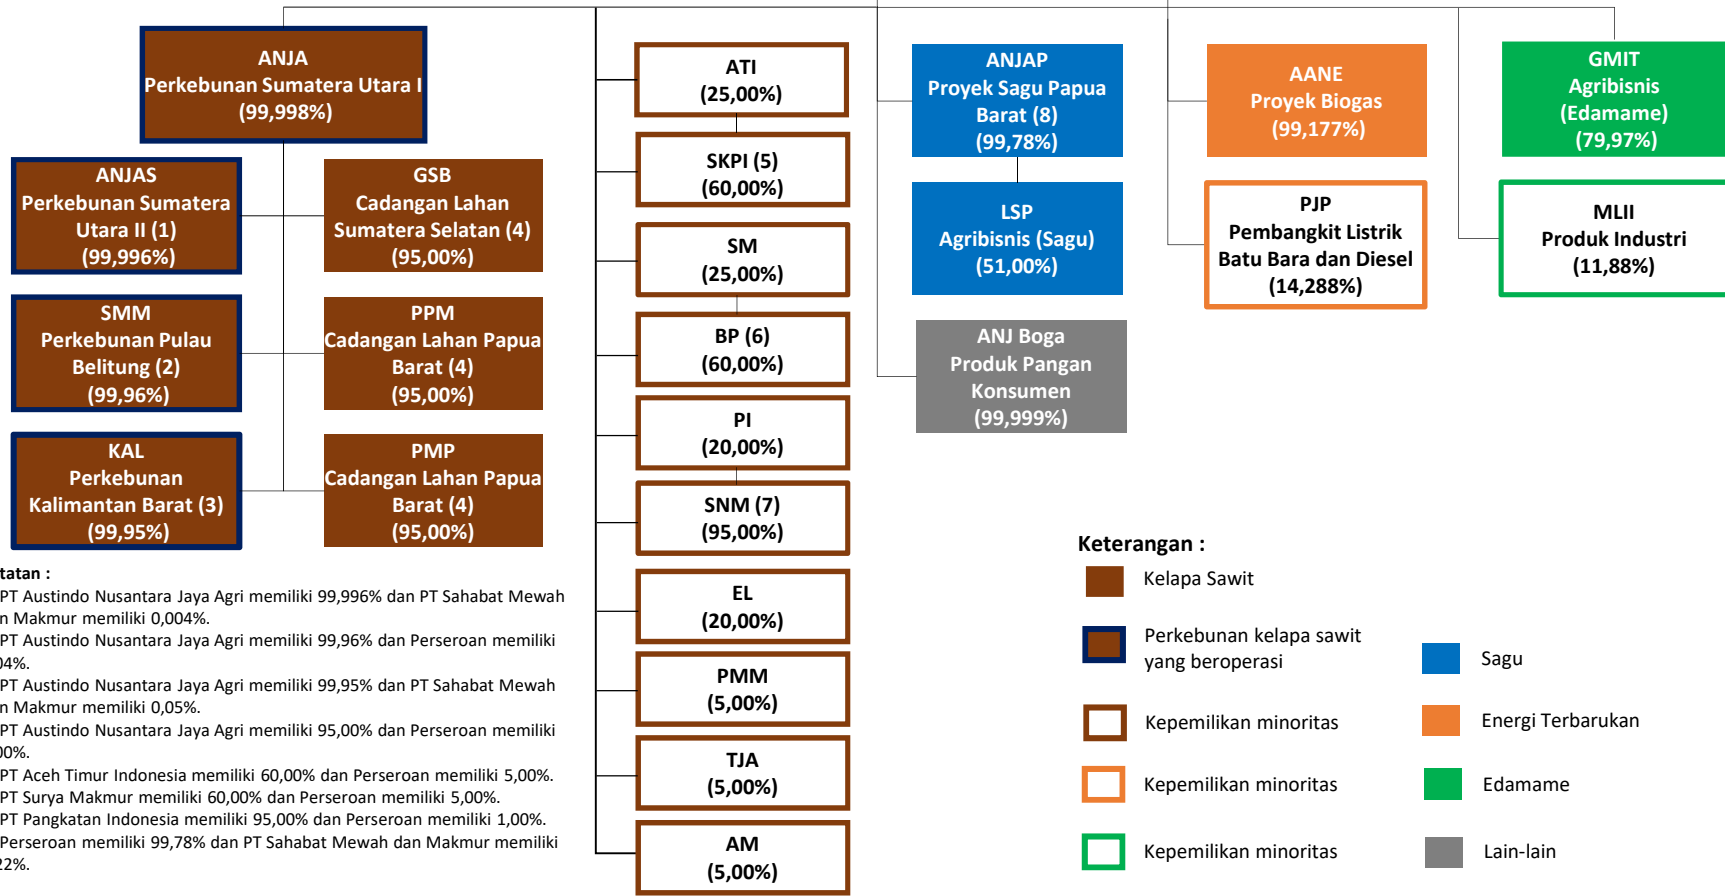 ANJA
Perkebunan Sumatera Utara I
(99,998%)
ANJAS
Perkebunan Sumatera
Utara II (1)
(99,996%)
GSB
Cadangan Lahan
Sumatera Selatan (4)
(95,00%)
SMM
Perkebunan Pulau
Belitung (2)
(99,96%)
PPM
Cadangan Lahan Papua
Barat (4)
(95,00%)
KAL
Perkebunan
Kalimantan Barat (3)
(99,95%)
PMP
Cadangan Lahan Papua
Barat (4)
(95,00%)
ATI
(25,00%)
SKPI (5)
(60,00%)
SM
(25,00%)
BP (6)
(60,00%)
PI
(20,00%)
SNM (7)
(95,00%)
EL
(20,00%)
PMM
(5,00%)
TJA
(5,00%)
AM
(5,00%)
ANJAP
Proyek Sagu Papua
Barat (8)
(99,78%)
LSP
Agribisnis (Sagu)
(51,00%)
ANJ Boga
Produk Pangan
Konsumen
(99,999%)
AANE
Proyek Biogas
(99,177%)
PJP
Pembangkit Listrik
Batu Bara dan Diesel
(14,288%)
GMIT
Agribisnis
(Edamame)
(79,97%)
MLII
Produk Industri
(11,88%)
tatan :
PT Austindo Nusantara Jaya Agri memiliki 99,996% dan PT Sahabat Mewah
n Makmur memiliki 0,004%.
PT Austindo Nusantara Jaya Agri memiliki 99,96% dan Perseroan memiliki
04%.
PT Austindo Nusantara Jaya Agri memiliki 99,95% dan PT Sahabat Mewah
n Makmur memiliki 0,05%.
PT Austindo Nusantara Jaya Agri memiliki 95,00% dan Perseroan memiliki
00%.
PT Aceh Timur Indonesia memiliki 60,00% dan Perseroan memiliki 5,00%.
PT Surya Makmur memiliki 60,00% dan Perseroan memiliki 5,00%.
PT Pangkatan Indonesia memiliki 95,00% dan Perseroan memiliki 1,00%.
Perseroan memiliki 99,78% dan PT Sahabat Mewah dan Makmur memiliki
22%.
Keterangan :
Kelapa Sawit
Perkebunan kelapa sawit
yang beroperasi
Kepemilikan minoritas
Kepemilikan minoritas
Kepemilikan minoritas
Sagu
Energi Terbarukan
Edamame
Lain-lain